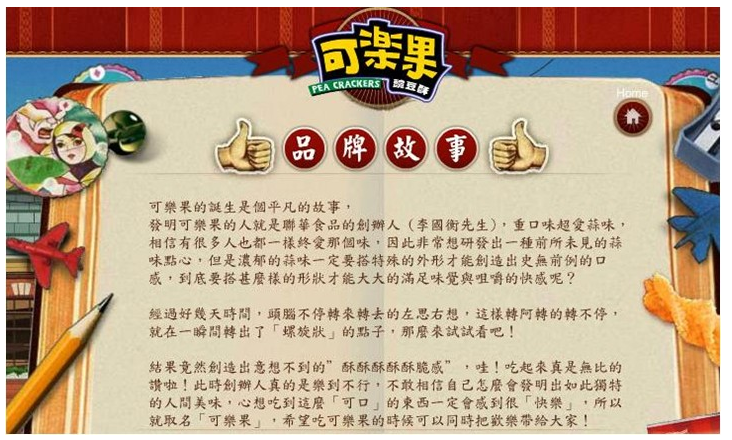 可樂果
PEA CRACKERS 豌豆酥
Home
品牌故事
可樂果的誕生是個平凡的故事，
發明可樂果的人就是聯華食品的創辦人（李國衡先生），重口味超愛蒜味，
相信有很多人也都一樣終愛那個味，因此非常想研發出一種前所未見的蒜
味點心，但是濃郁的蒜味一定要搭特殊的外形才能創造出史無前例的口
感，到底要搭甚麼樣的形狀才能大大的滿足味覺與咀嚼的快感呢？
經過好幾天時間，頭腦不停轉來轉去的左思右想，這樣轉阿轉的轉不停，
就在一瞬間轉出了「螺旋狀」的點子，那麼來試試看吧！
結果竟然創造出意想不到的"酥酥酥酥酥脆感"，哇！吃起來真是無比的
讚啦！此時創辦人真的是樂到不行，不敢相信自己怎麼會發明出如此獨特
的人間美味，心想吃到這麼「可口」的東西一定會感到很「快樂」，所以
就取名「可樂果」，希望吃可樂果的時候可以同時把歡樂帶給大家！